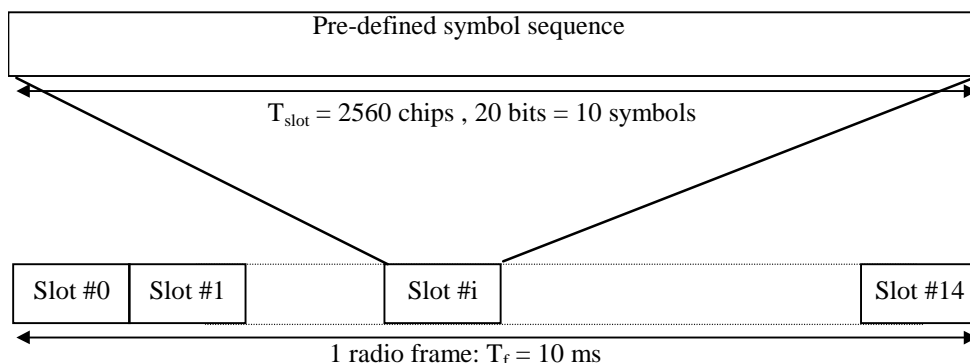 Pre-defined symbol sequence
T_slot = 2560 chips , 20 bits = 10 symbols
Slot #0 Slot #1 Slot #i Slot #14
1 radio frame: T_f = 10 ms